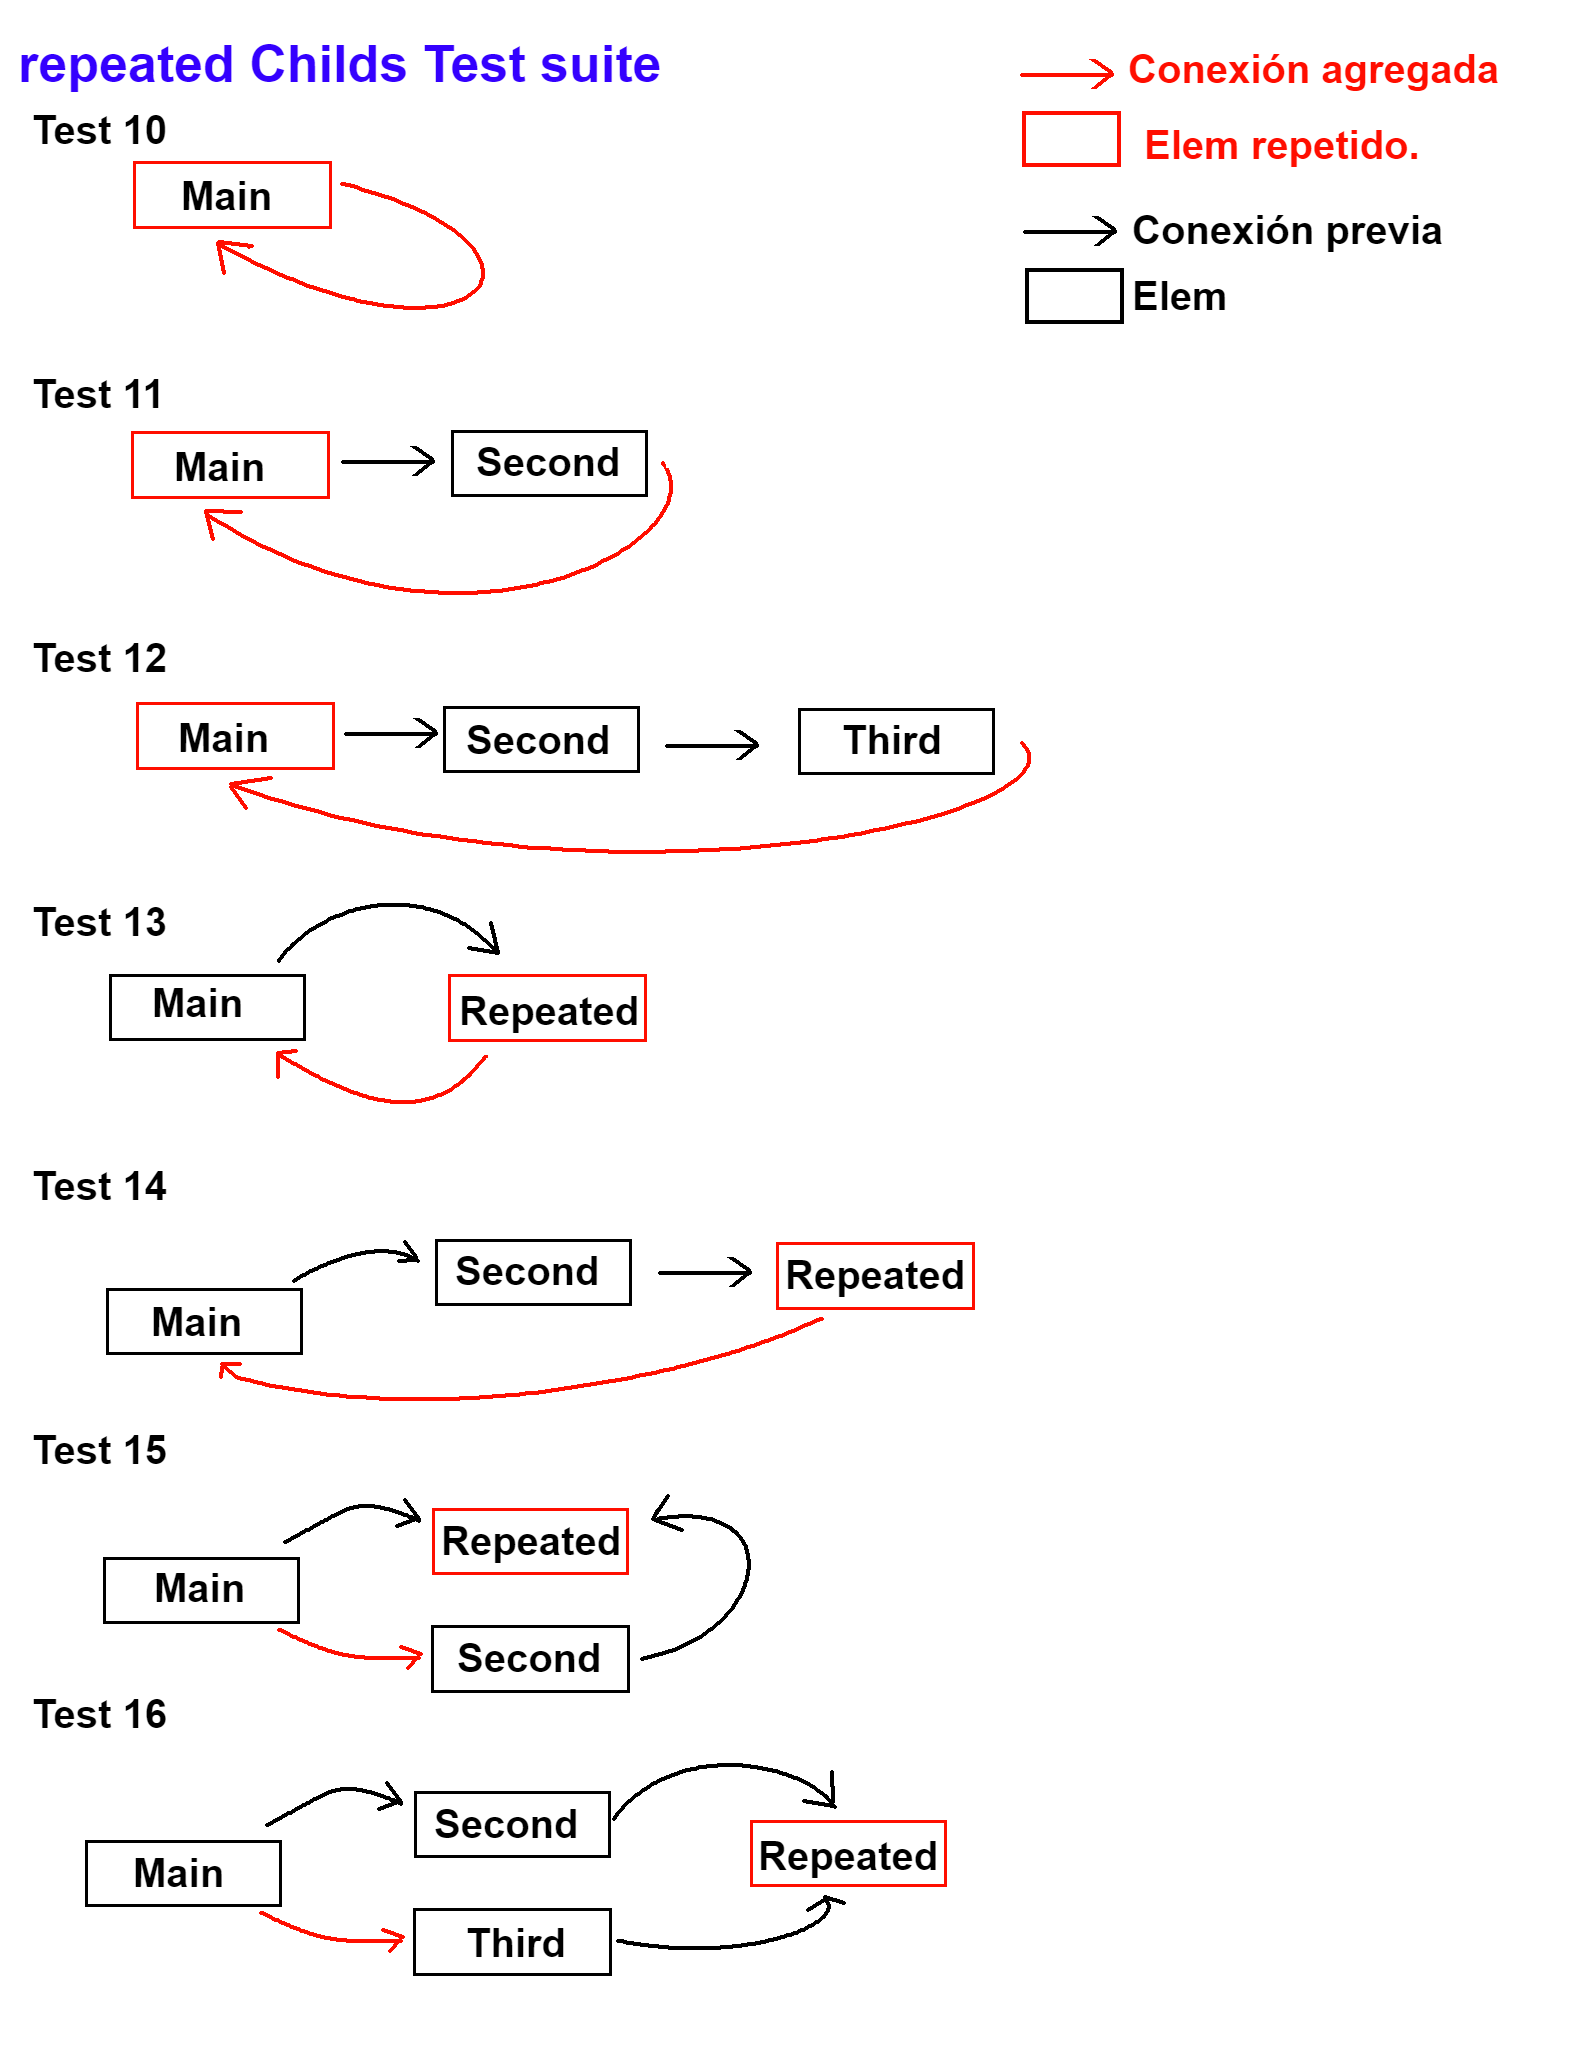 repeated Childs Test suite
Conexión agregada
Elem repetido.
Conexión previa
Elem
Test 10
Main
Test 11
Main
Second
Test 12
Main
Second
Third
Test 13
Main
Repeated
Test 14
Main
Second
Repeated
Test 15
Main
Repeated
Second
Test 16
Main
Second
Repeated
Third